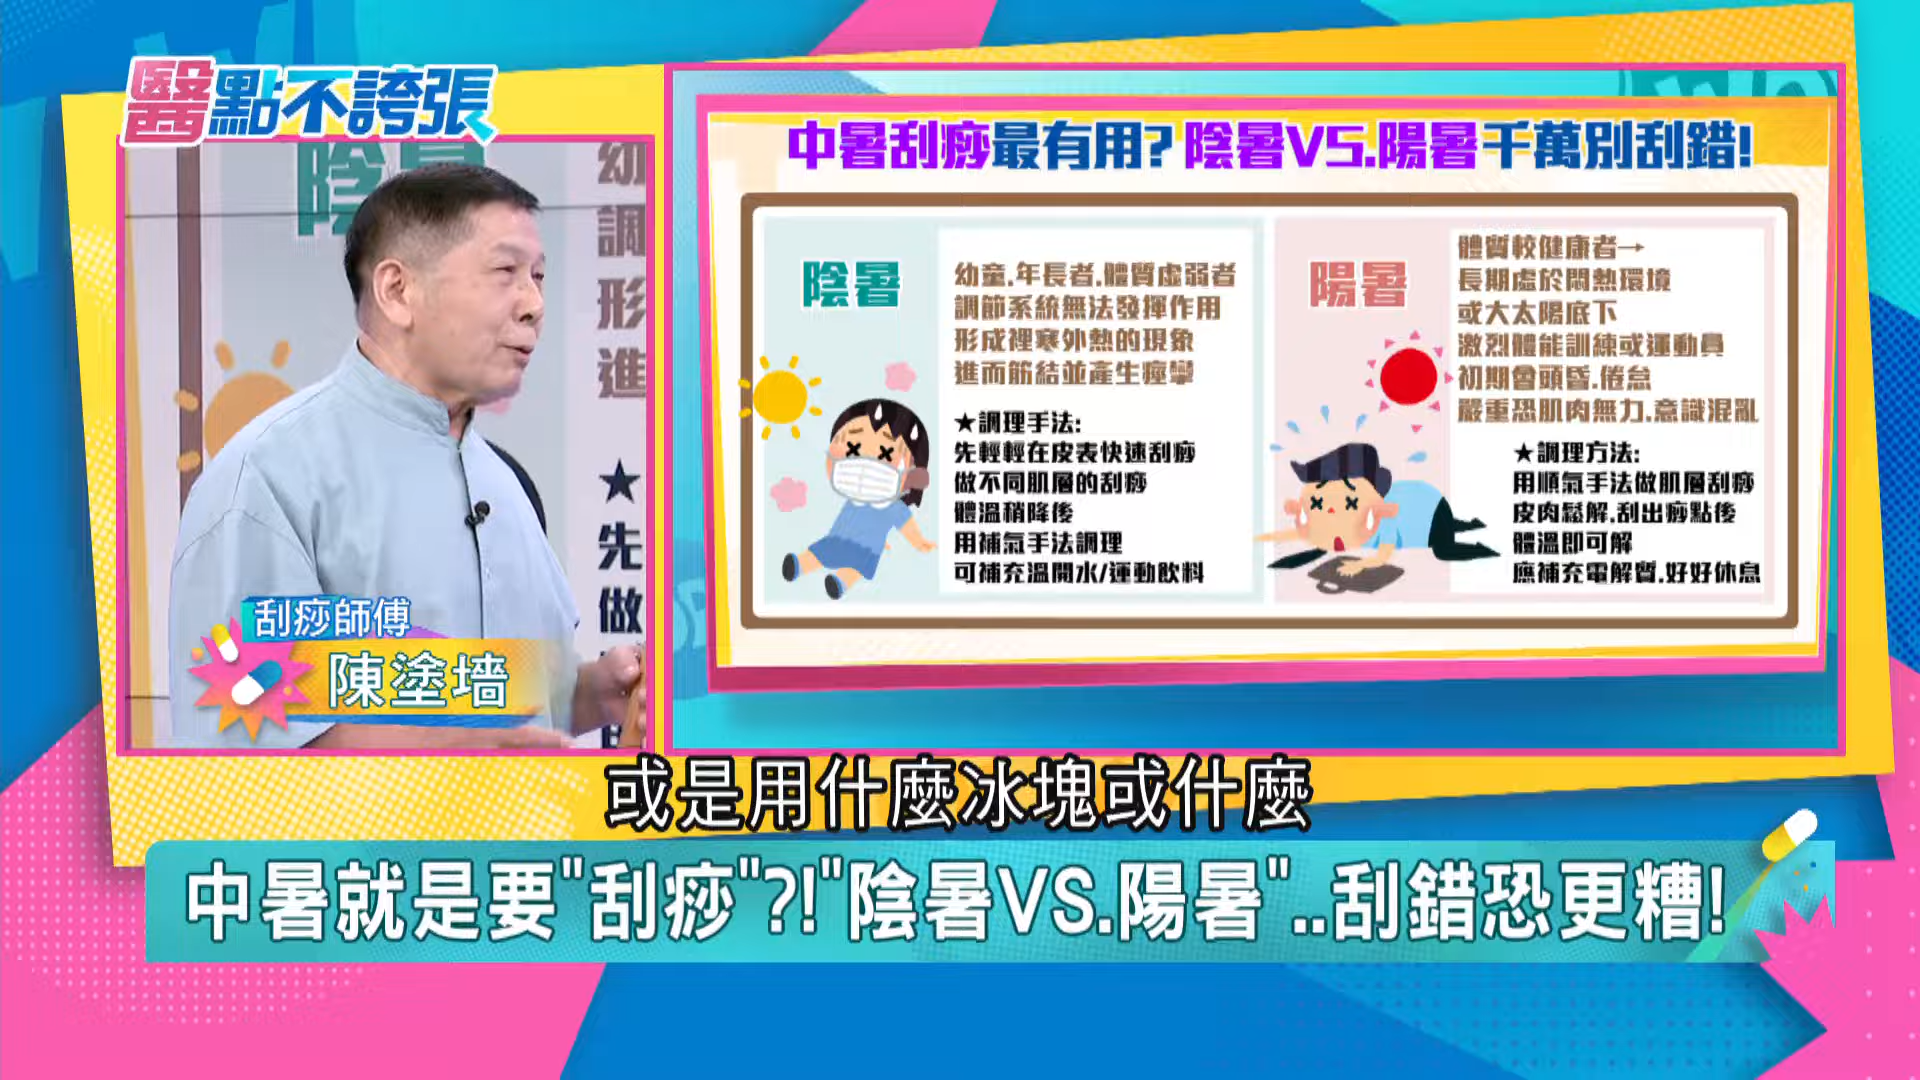 醫點不誇張
中暑刮痧最有用?陰暑VS.陽暑千萬別刮錯!
陰暑
幼童.年長者.體質虛弱者
調節系統無法發揮作用
形成裡寒外熱的現象
進而筋結並產生痙攣
★調理手法:
先輕輕在皮表快速刮痧
做不同肌層的刮痧
體溫稍降後
用補氣手法調理
可補充溫開水/運動飲料
陽暑
體質較健康者→
長期處於悶熱環境
或大太陽底下
激烈體能訓練或運動員
初期會頭昏.倦怠
嚴重恐肌肉無力.意識混亂
★調理方法:
用順氣手法做肌層刮痧
皮肉鬆解.刮出痧點後
體溫即可解
應補充電解質.好好休息
陰暑
幼
調
形
進
★
先
做
刮痧師傅
陳塗墻
或是用什麼冰塊或什麼
中暑就是要"刮痧"?!"陰暑VS.陽暑"..刮錯恐更糟!